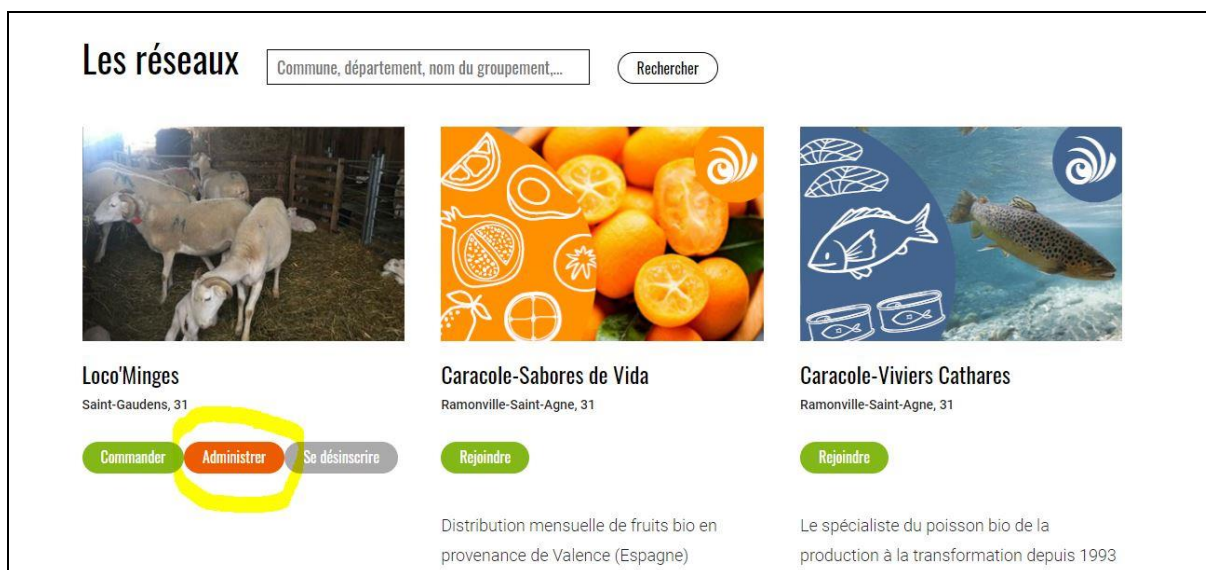 Les réseaux
Commune, département, nom du groupement,...
Rechercher
Loco'Minges
Saint-Gaudens, 31
Commander
Administrer
Se désinscrire
Caracole-Sabores de Vida
Ramonville-Saint-Agne, 31
Rejoindre
Distribution mensuelle de fruits bio en
provenance de Valence (Espagne)
Caracole-Viviers Cathares
Ramonville-Saint-Agne, 31
Rejoindre
Le spécialiste du poisson bio de la
production à la transformation depuis 1993